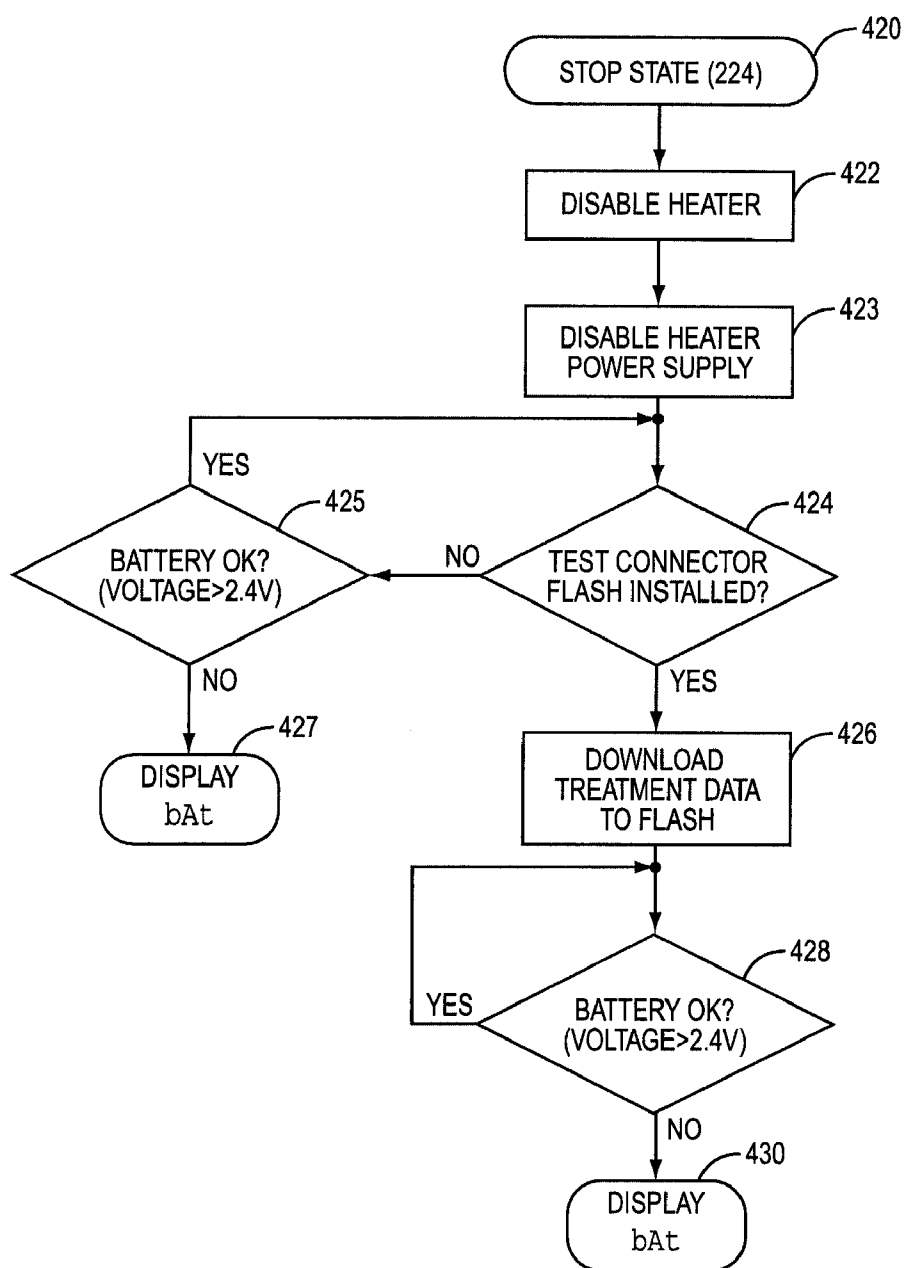 420
STOP STATE (224)
422
DISABLE HEATER
423
DISABLE HEATER
POWER SUPPLY
YES
425
424
BATTERY OK?
(VOLTAGE>2.4V)
NO
TEST CONNECTOR
FLASH INSTALLED?
NO
YES
427
DISPLAY
bAt
426
DOWNLOAD
TREATMENT DATA
TO FLASH
428
YES
BATTERY OK?
(VOLTAGE>2.4V)
NO
430
DISPLAY
bAt